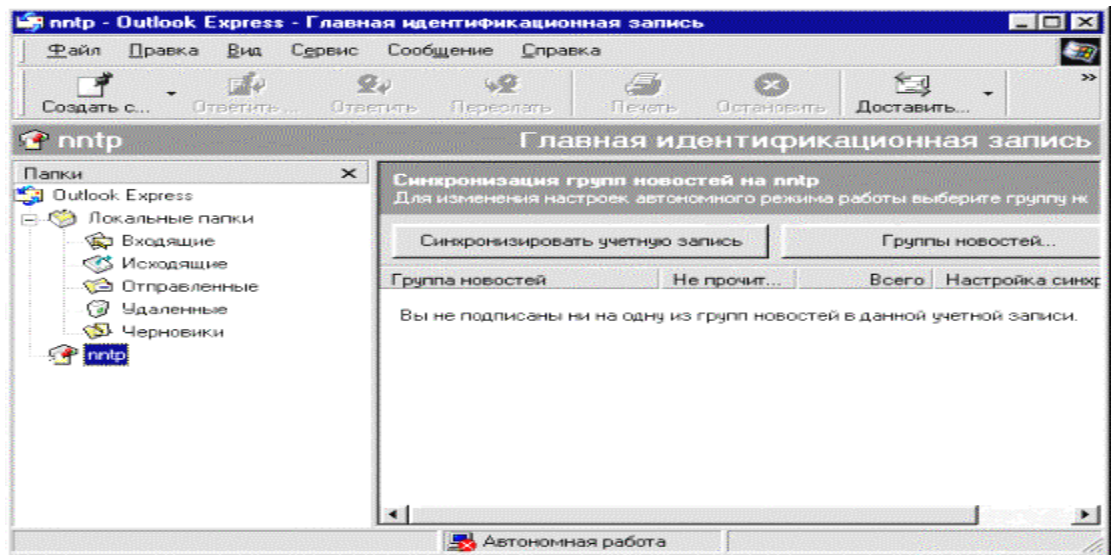 nntp - Outlook Express - Главная идентификационная запись
Файл Правка Вид Сервис Сообщение Справка
Создать с... Ответить ... Ответить Переслать Печать Остановить Доставить... »
nntp Главная идентификационная запись
Папки
Outlook Express
Локальные папки
Входящие
Исходящие
Отправленные
Удаленные
Черновики
nntp
Синхронизация групп новостей на nntp
Для изменения настроек автономного режима работы выберите группу но
Синхронизировать учетную запись Группы новостей...
Группа новостей Не прочит... Всего Настройка синхр
Вы не подписаны ни на одну из групп новостей в данной учетной записи.
Автономная работа